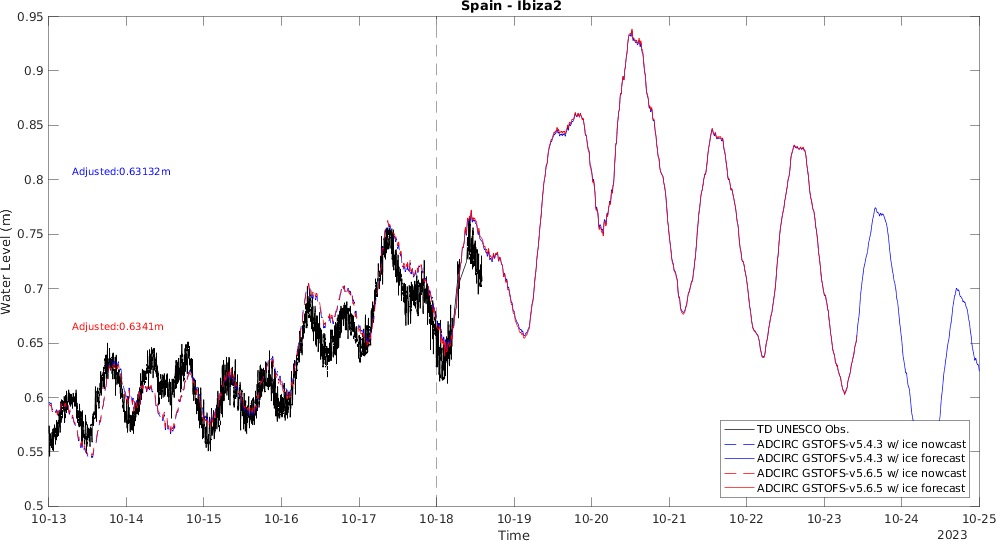 Spain - Ibiza2
0.95
0.9
0.85
0.8
0.75
0.7
0.65
0.6
0.55
0.5
Water Level (m)
Adjusted:0.63132m
Adjusted:0.6341m
TD UNESCO Obs.
ADCIRC GSTOFS-v5.4.3 w/ ice nowcast
ADCIRC GSTOFS-v5.4.3 w/ ice forecast
ADCIRC GSTOFS-v5.6.5 w/ ice nowcast
ADCIRC GSTOFS-v5.6.5 w/ ice forecast
10-13 10-14 10-15 10-16 10-17 10-18 10-19 10-20 10-21 10-22 10-23 10-24 10-25
Time
2023